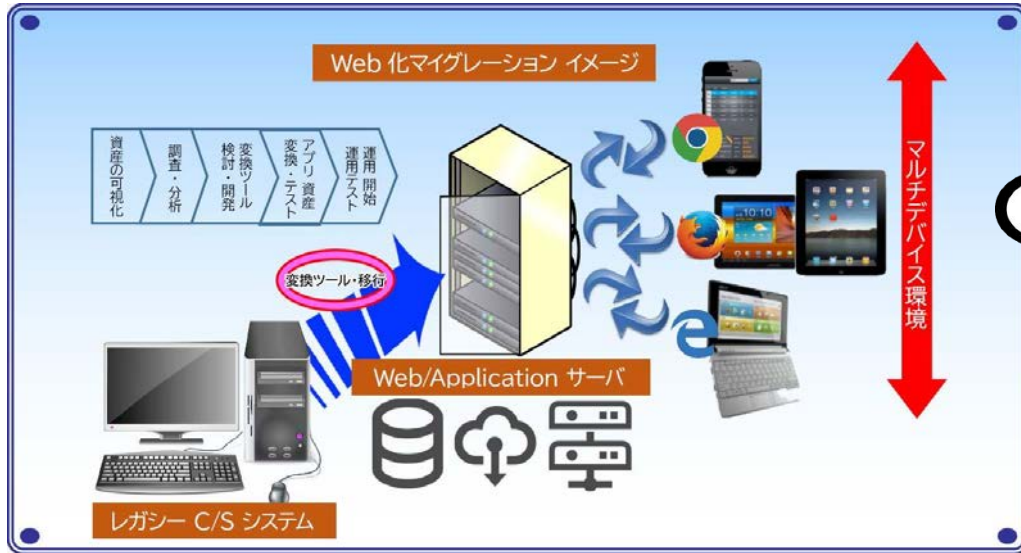 Web 化マイグレーション イメージ
資産の可視化
調査・分析
変換ツール
検討・開発
アプリ資産
変換・テスト
運用 開始
運用テスト
変換ツール・移行
Web/Application サーバ
レガシー C/S システム
マルチデバイス環境
10:10